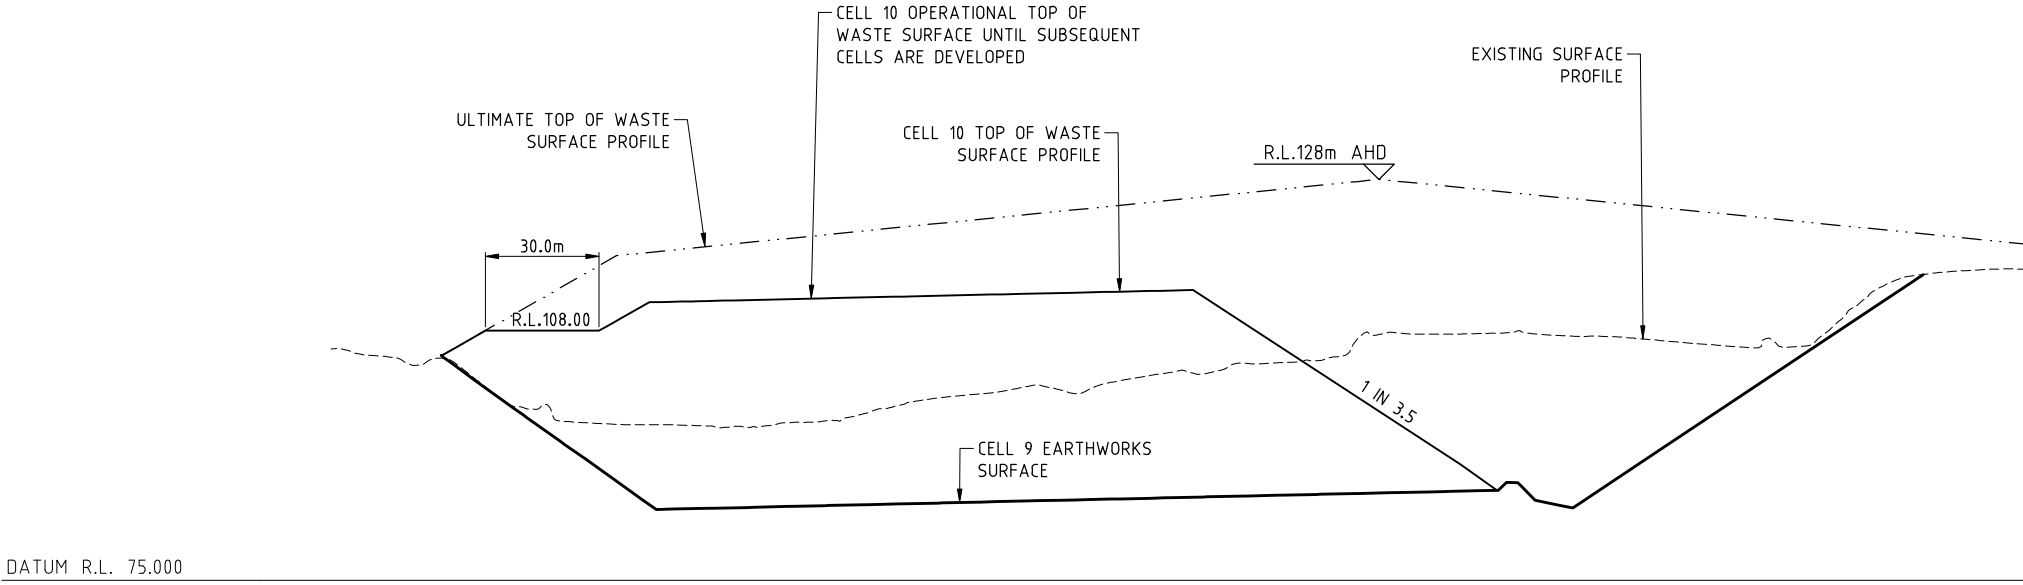 CELL 10 OPERATIONAL TOP OF
WASTE SURFACE UNTIL SUBSEQUENT
CELLS ARE DEVELOPED
EXISTING SURFACE
PROFILE
ULTIMATE TOP OF WASTE
SURFACE PROFILE
CELL 10 TOP OF WASTE
SURFACE PROFILE
R.L.128m AHD
30.0m
R.L.108.00
1 IN 3.5
CELL 9 EARTHWORKS
SURFACE
DATUM R.L. 75.000